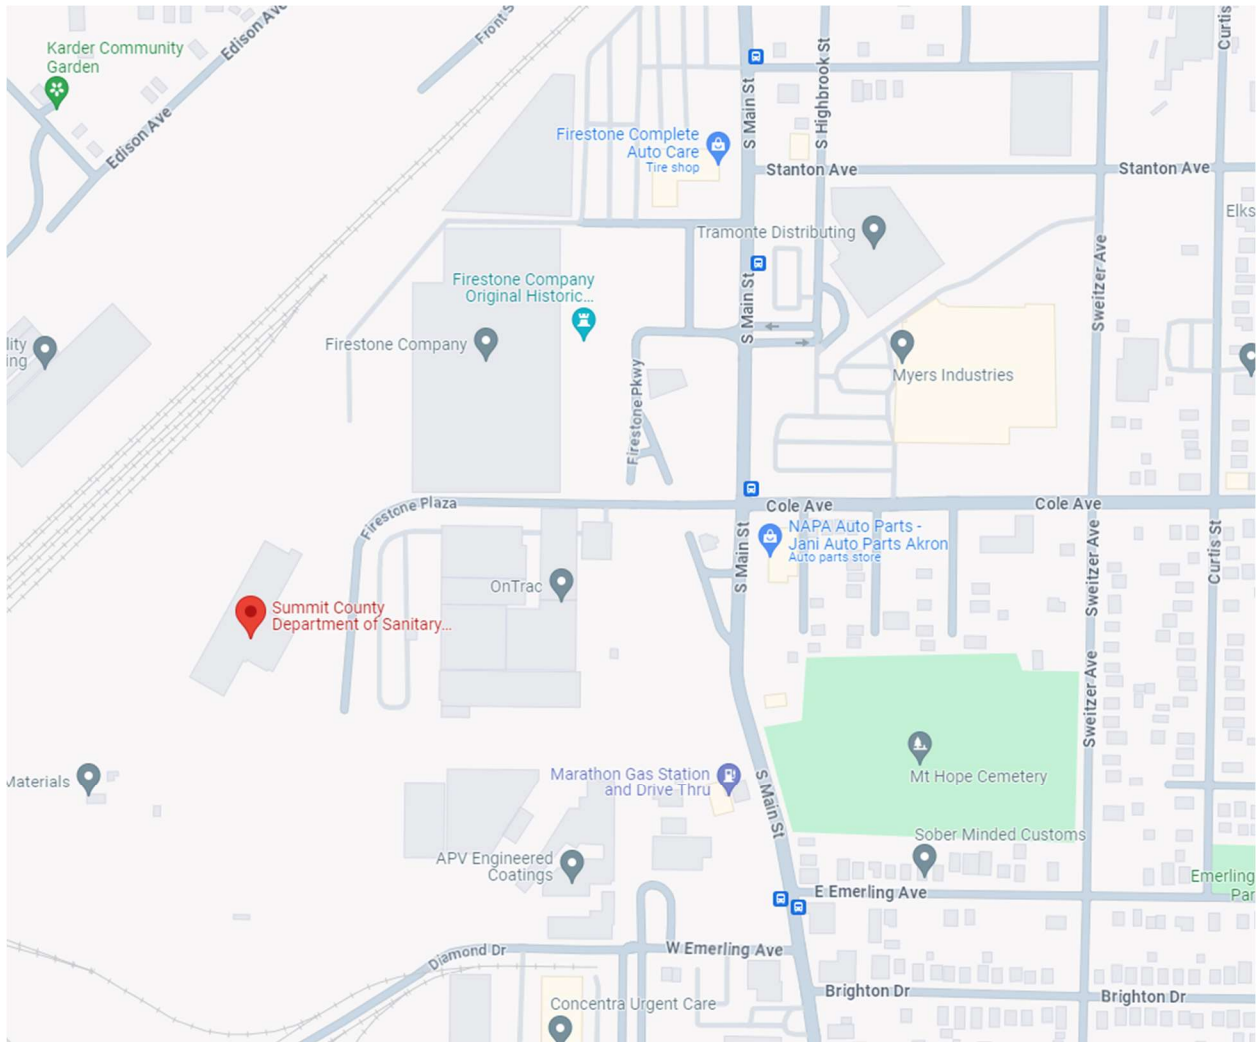 Karder Community
Garden
Edison Ave
Edison Ave
Front S
S Main St
S Highbrook St
Curtis
Firestone Complete
Auto Care
Tire shop
Stanton Ave
Stanton Ave
Elks
Tramonte Distributing
Sweitzer Ave
Firestone Company
Original Historic...
S Main St
lity
ing
Firestone Company
Myers Industries
Firestone Pkwy
Firestone Plaza
Cole Ave
Cole Ave
NAPA Auto Parts -
Jani Auto Parts Akron
Auto parts store
S Main St
Sweitzer Ave
Curtis St
OnTrac
Summit County
Department of Sanitary...
Sweitzer Ave
Mt Hope Cemetery
Materials
Marathon Gas Station
and Drive Thru
S Main St
Sober Minded Customs
APV Engineered
Coatings
Emerling
Par
E Emerling Ave
W Emerling Ave
Diamond Dr
Brighton Dr
Brighton Dr
Concentra Urgent Care